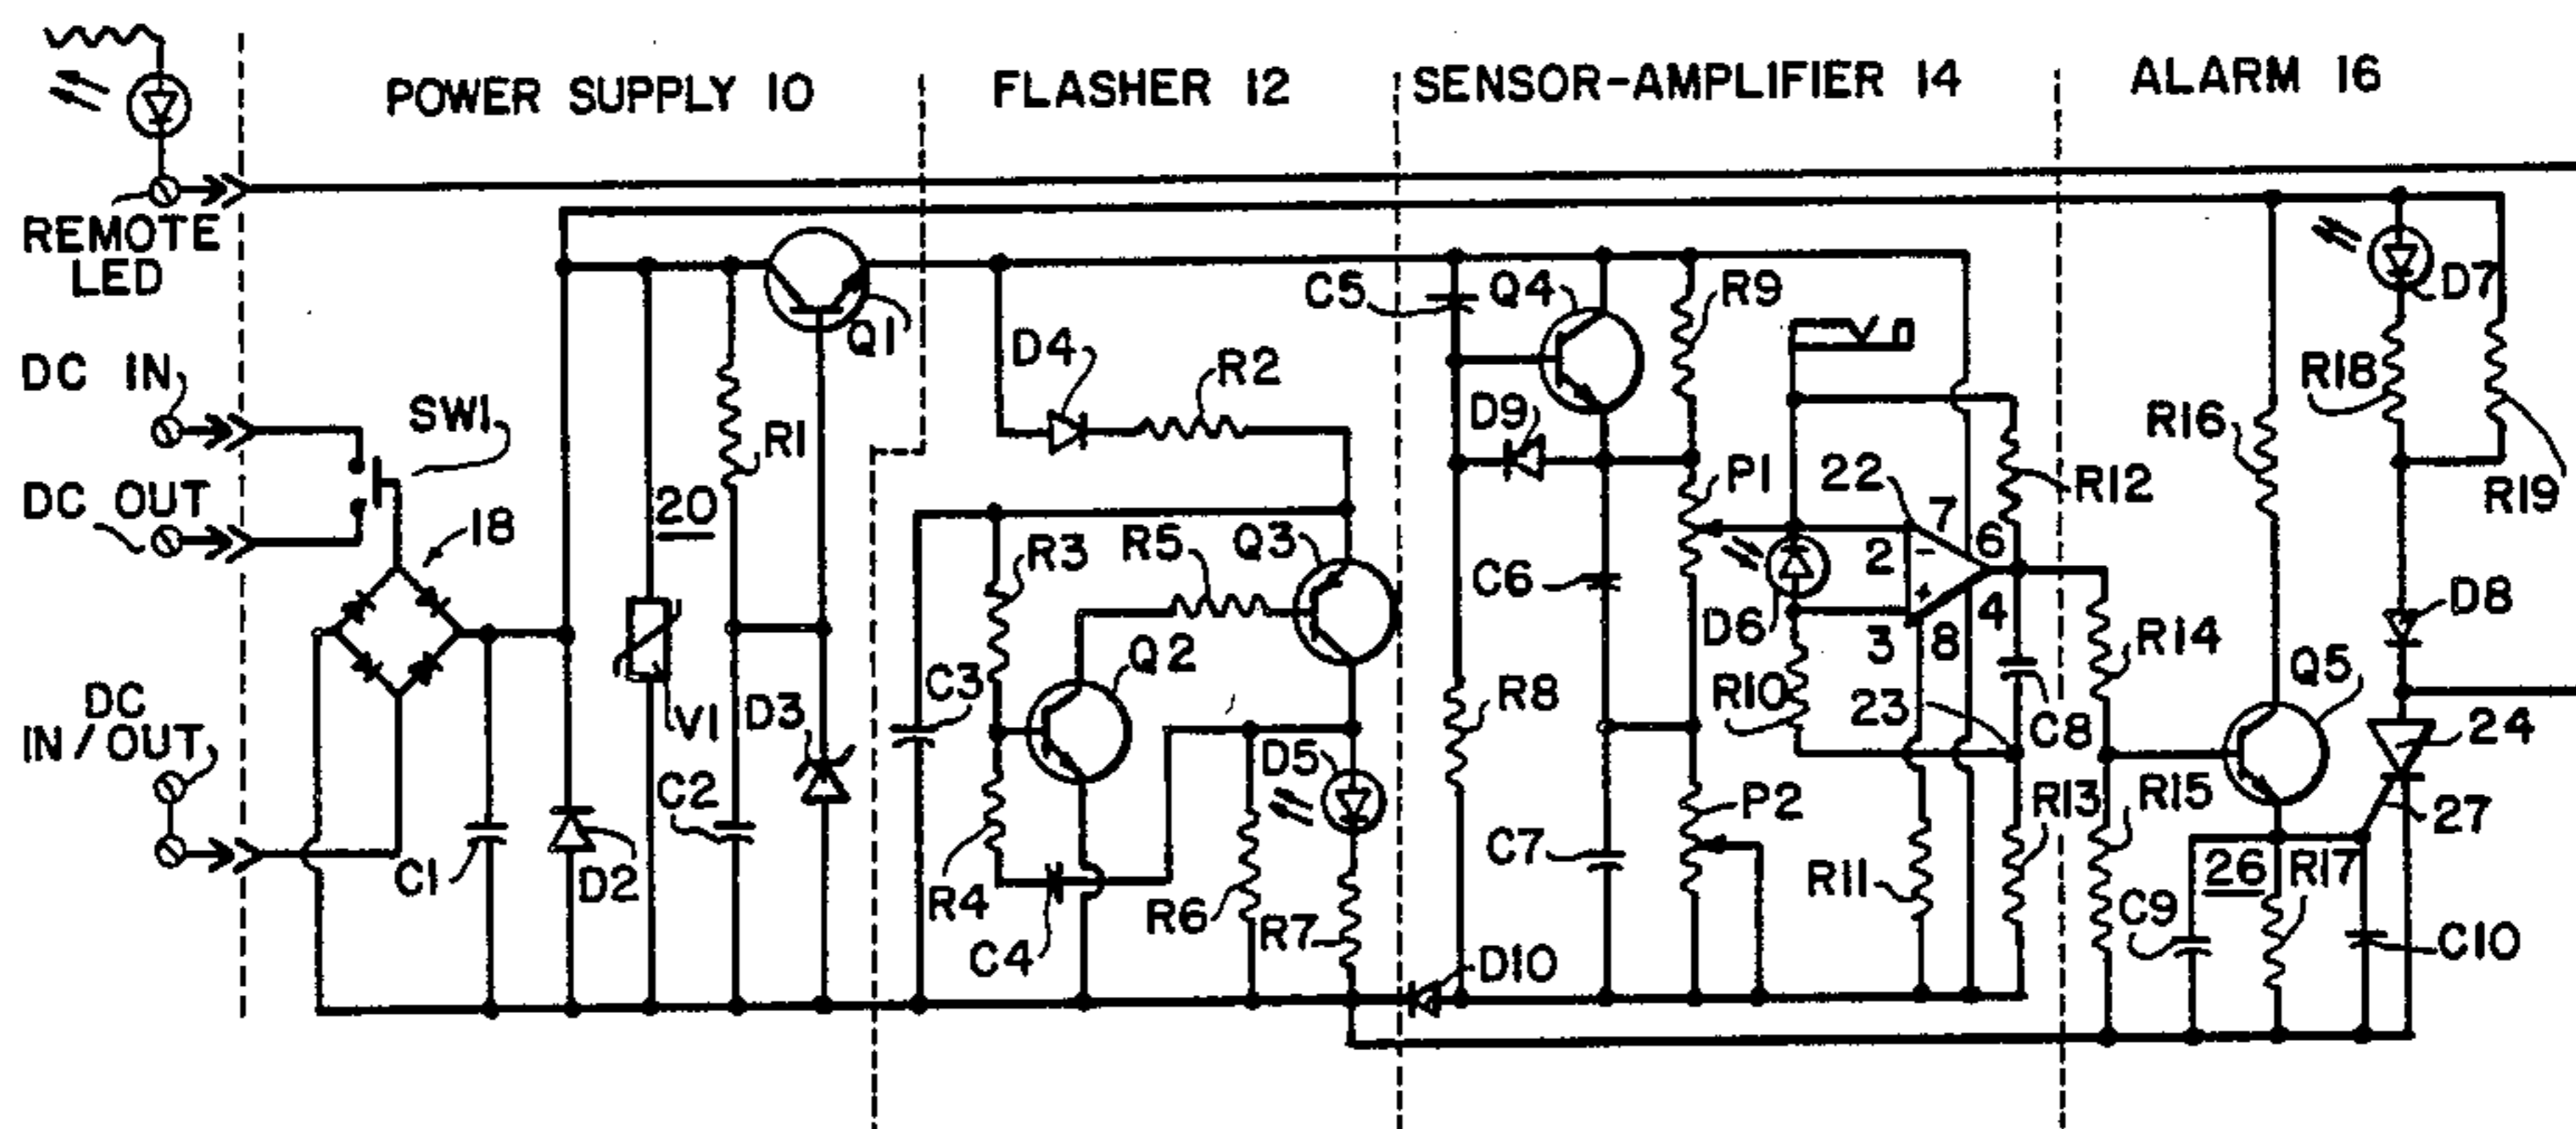 POWER SUPPLY 10
FLASHER 12
SENSOR-AMPLIFIER 14
ALARM 16
REMOTE
LED
DC IN
DC OUT
DC
IN/OUT
SW1
18
C1
D2
V1
20
R1
C2
D3
Q1
D4
R2
R3
R5
Q3
Q2
C3
R4
C4
R6
D5
R7
C5
Q4
R9
D9
P1
C6
R8
C7
P2
D10
22
7
2
-
6
+
3
8
4
D6
R10
23
R12
C8
R11
R13
R14
R15
R16
Q5
D7
R18
R19
D8
24
27
26
R17
C9
C10